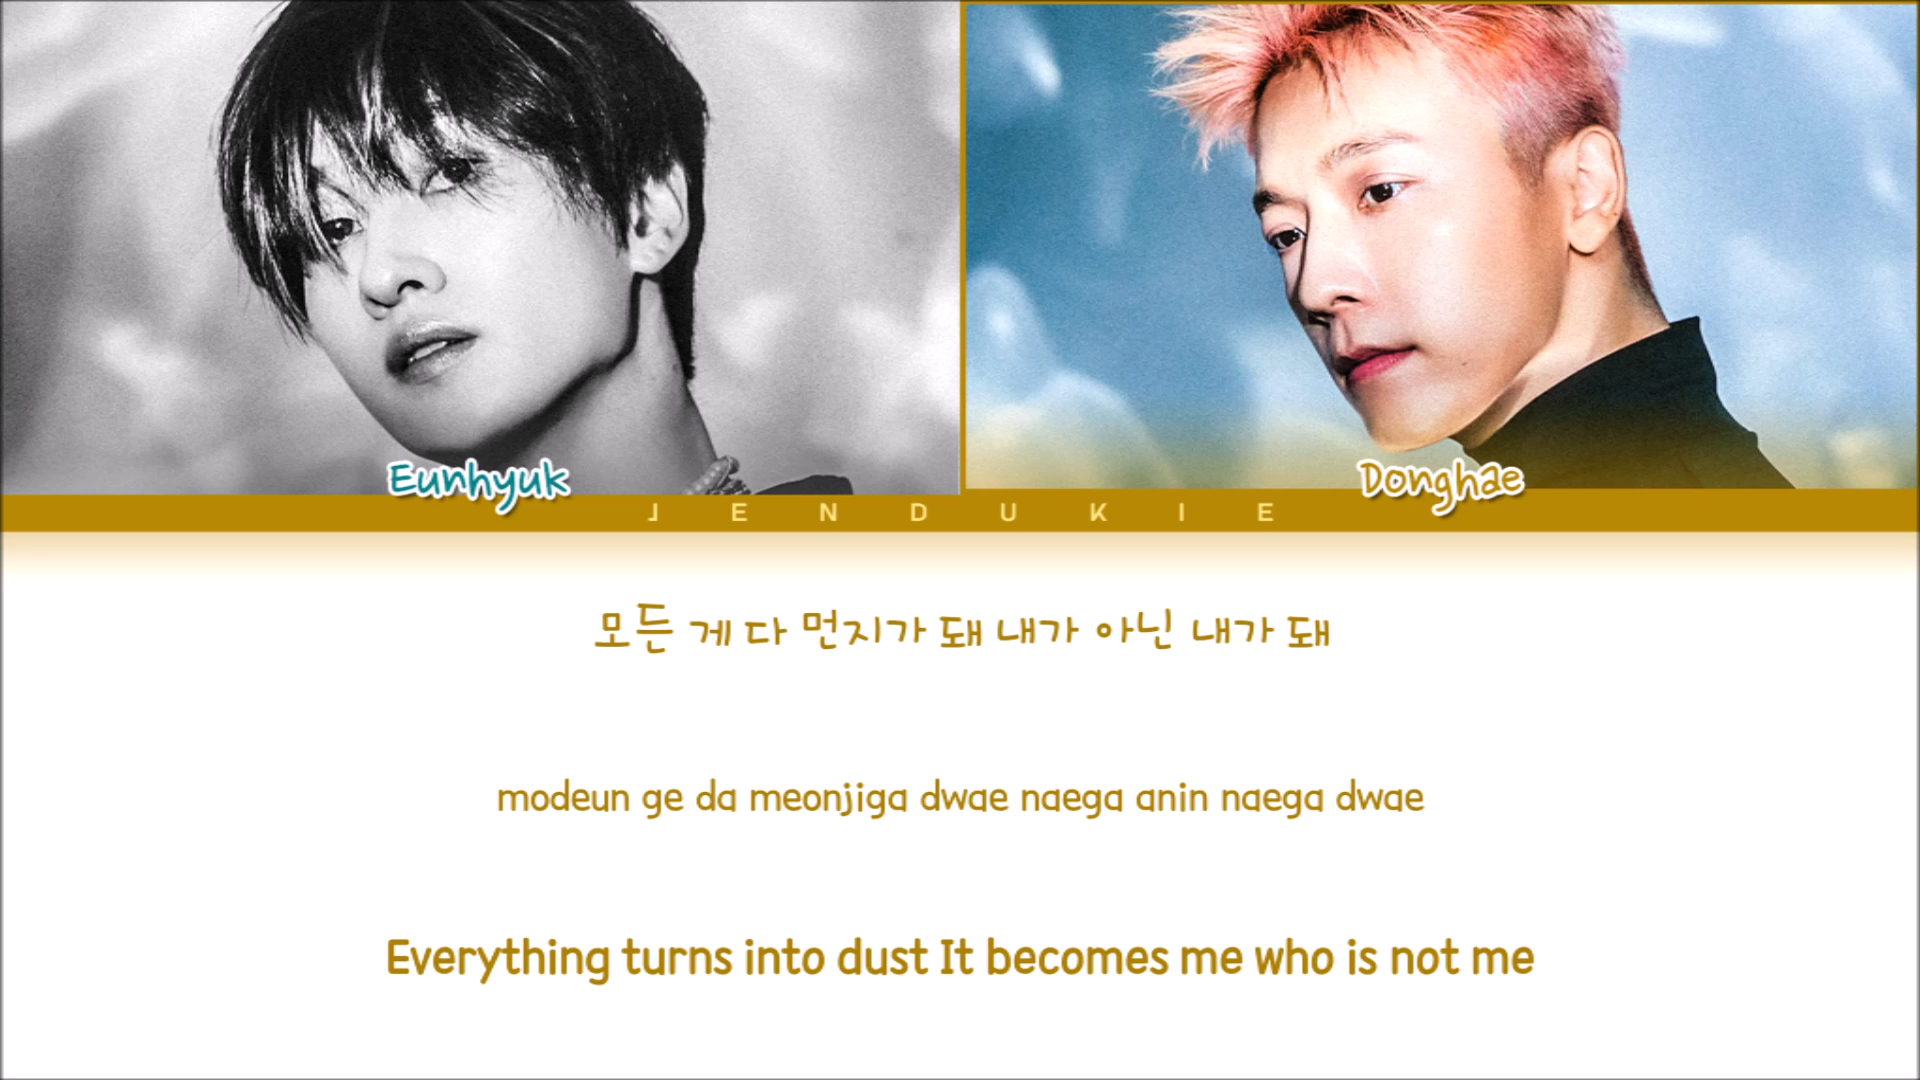 Eunhyuk
Donghae
JENDUKIE
모든 게 다 먼지가 돼 내가 아닌 내가 돼
modeun ge da meonjiga dwae naega anin naega dwae
Everything turns into dust It becomes me who is not me